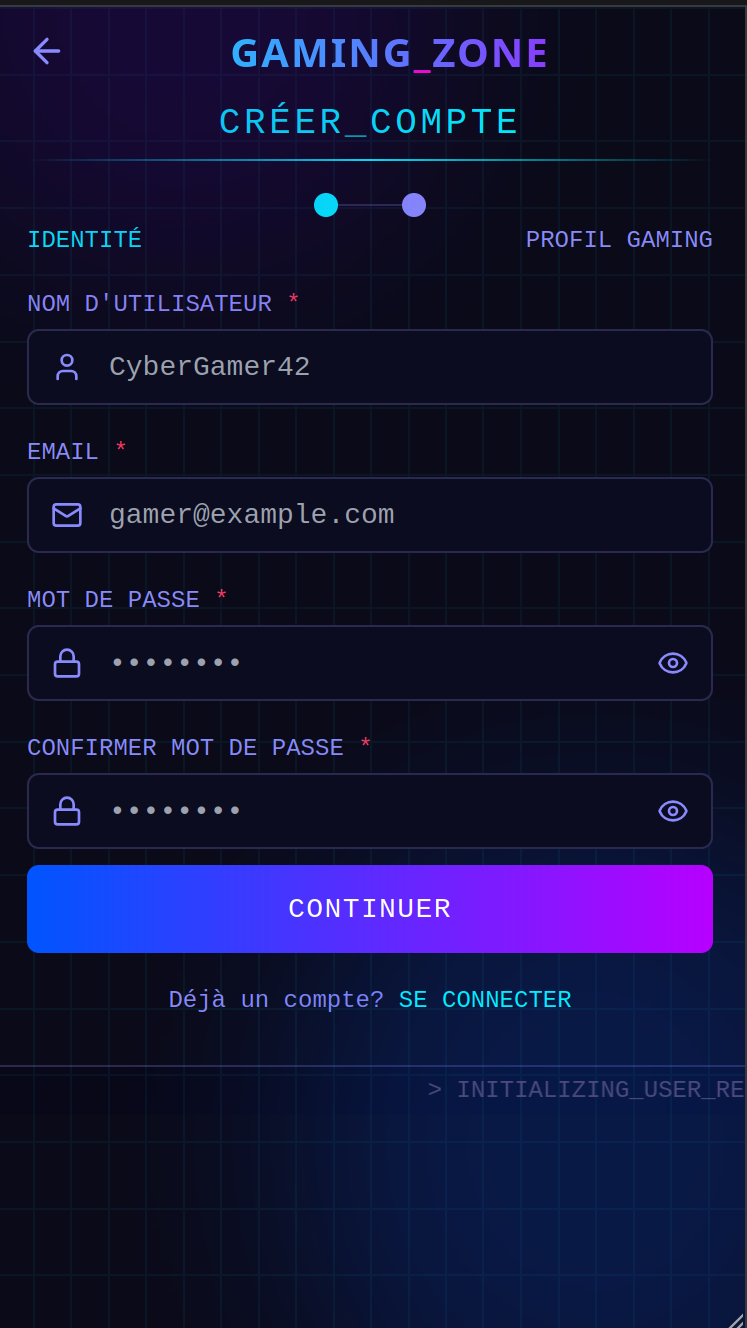 GAMING_ZONE
CRÉER_COMPTE
IDENTITÉ PROFIL GAMING
NOM D'UTILISATEUR *
CyberGamer42
EMAIL *
gamer@example.com
MOT DE PASSE *
••••••••
CONFIRMER MOT DE PASSE *
••••••••
CONTINUER
Déjà un compte? SE CONNECTER
> INITIALIZING_USER_RE